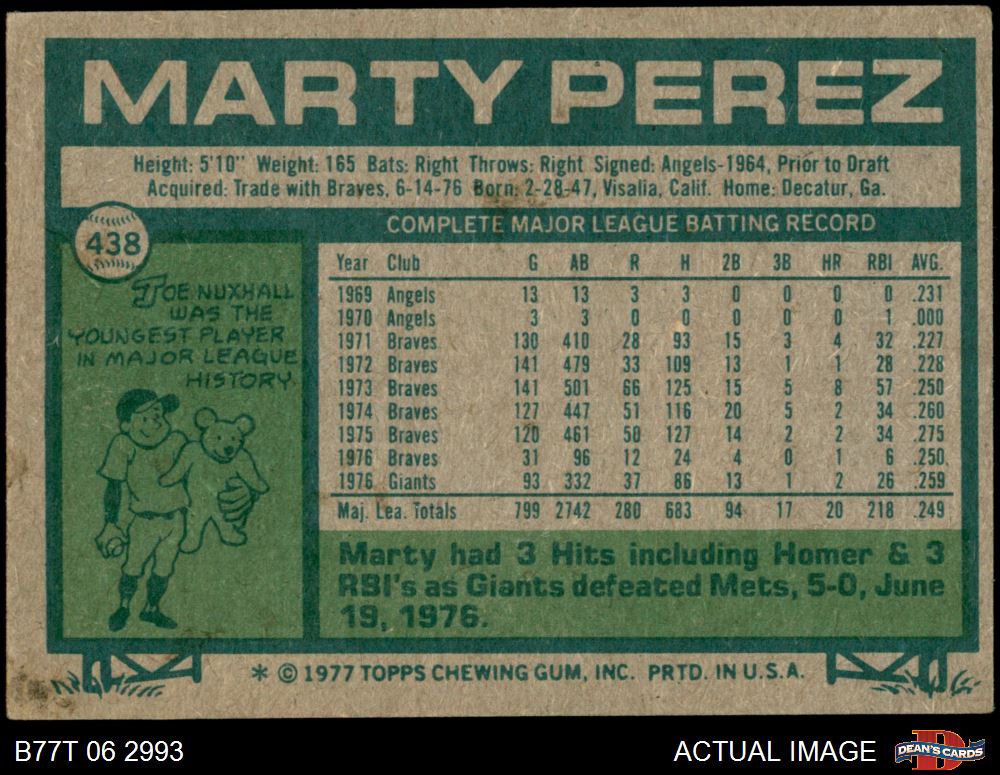 MARTY PEREZ
Height: 5'10" Weight: 165 Bats: Right Throws: Right Signed: Angels-1964, Prior to Draft
Acquired: Trade with Braves, 6-14-76 Born: 2-28-47, Visalia, Calif. Home: Decatur, Ga.
438
JOE NUXHALL
WAS THE
YOUNGEST PLAYER
IN MAJOR LEAGUE
HISTORY.
COMPLETE MAJOR LEAGUE BATTING RECORD
Year Club G AB R H 2B 3B HR RBI AVG.
1969 Angels 13 13 3 3 0 0 0 0 .231
1970 Angels 3 3 0 0 0 0 0 1 .000
1971 Braves 130 410 28 93 15 3 4 32 .227
1972 Braves 141 479 33 109 13 1 1 28 .228
1973 Braves 141 501 66 125 15 5 8 57 .250
1974 Braves 127 447 51 116 20 5 2 34 .260
1975 Braves 120 461 50 127 14 2 2 34 .275
1976 Braves 31 96 12 24 4 0 1 6 .250
1976 Giants 93 332 37 86 13 1 2 26 .259
Maj. Lea. Totals 799 2742 280 683 94 17 20 218 .249
Marty had 3 Hits including Homer & 3
RBI's as Giants defeated Mets, 5-0, June
19, 1976.
* © 1977 TOPPS CHEWING GUM, INC. PRTD. IN U.S.A.
B77T 06 2993
ACTUAL IMAGE
B
DEAN'S CARDS